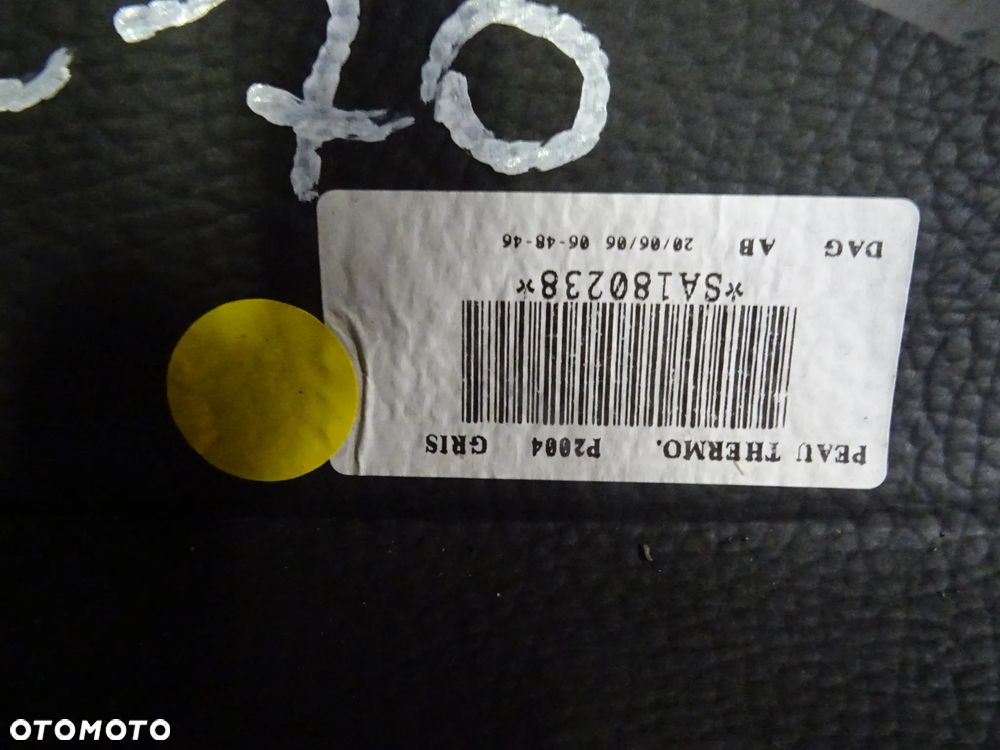 70
PEAU THERMO. P2004 GRIS
*SA180238*
DAG AB 20/06/06 06-48-46
OTOMOTO